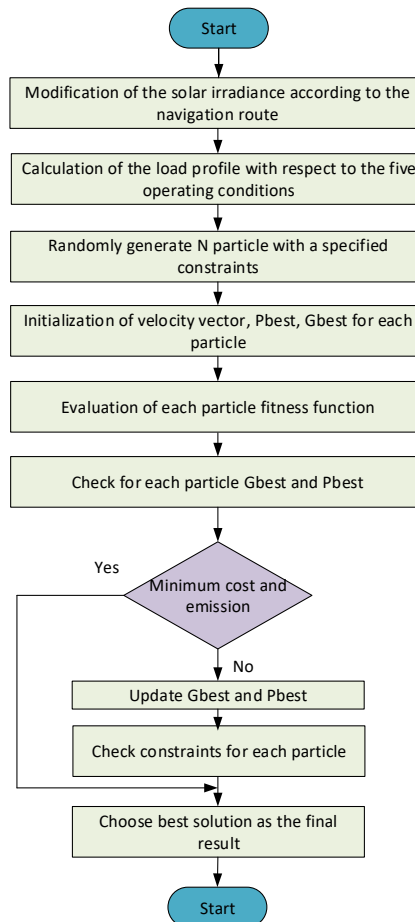 Start
Modification of the solar irradiance according to the
navigation route
Calculation of the load profile with respect to the five
operating conditions
Randomly generate N particle with a specified
constraints
Initialization of velocity vector, Pbest, Gbest for each
particle
Evaluation of each particle fitness function
Check for each particle Gbest and Pbest
Yes
Minimum cost and
emission
No
Update Gbest and Pbest
Check constraints for each particle
Choose best solution as the final
result
Start